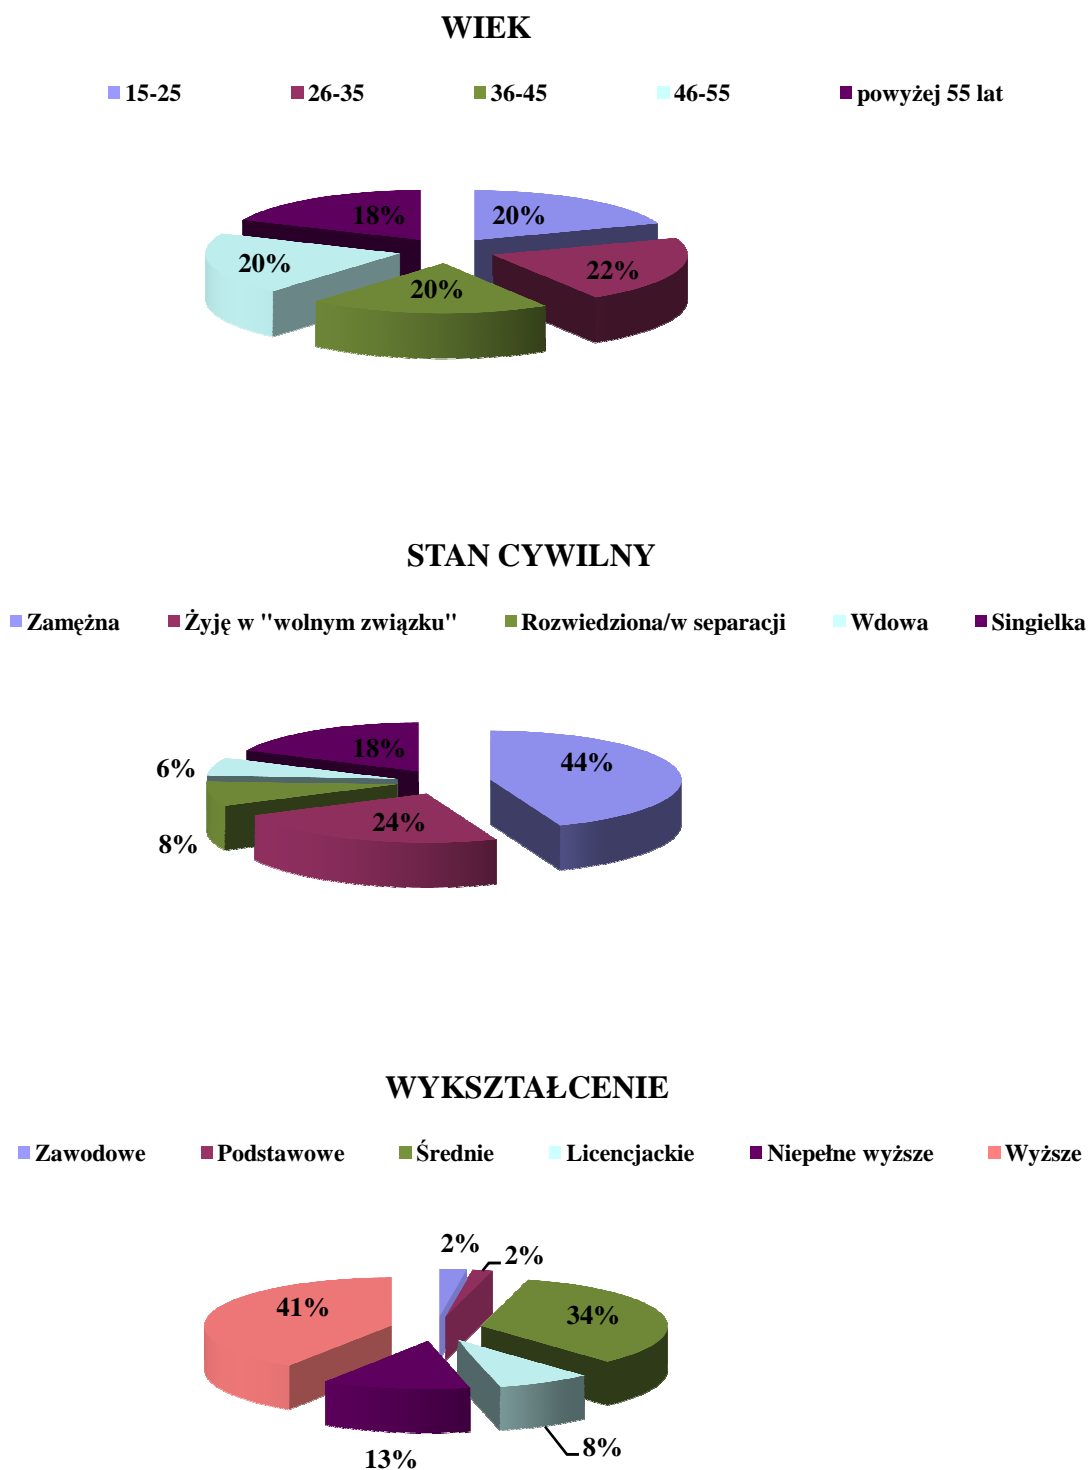 WIEK
15-25 26-35 36-45 46-55 powyżej 55 lat
18% 20%
20% 22%
20%
STAN CYWILNY
Zamężna Żyję w "wolnym związku" Rozwiedziona/w separacji Wdowa Singielka
18% 44%
6%
24%
8%
WYKSZTAŁCENIE
Zawodowe Podstawowe Średnie Licencjackie Niepełne wyższe Wyższe
2% 2%
41% 34%
13% 8%